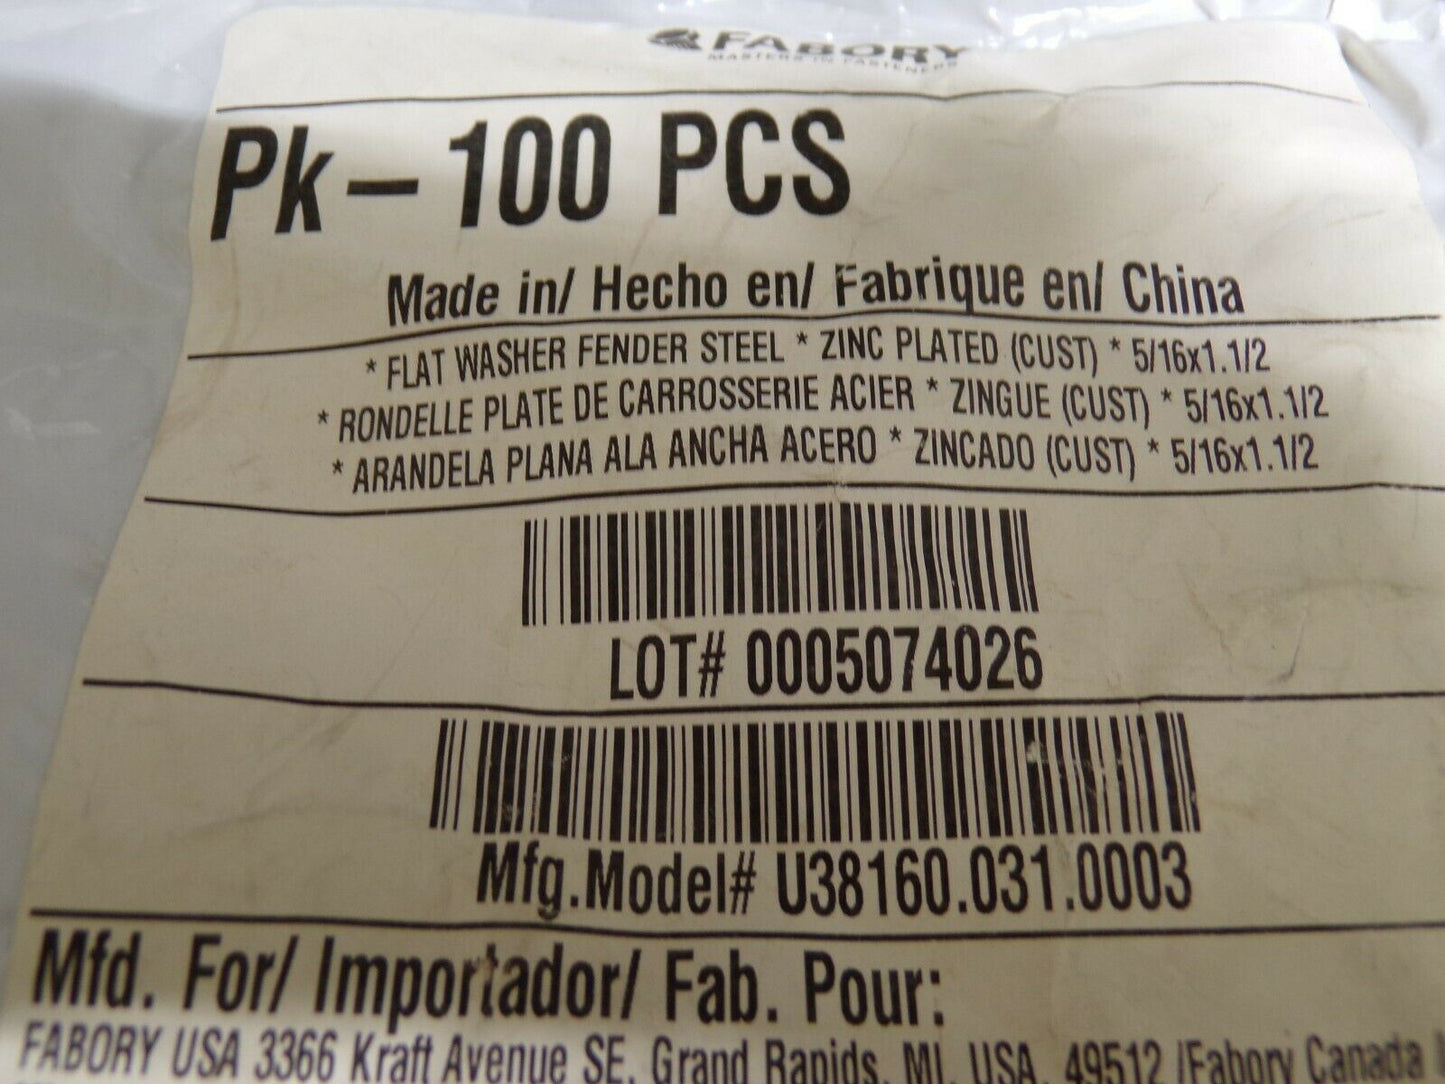 FABORY
MASTERS IN FASTENERS
Pk – 100 PCS
Made in/ Hecho en/ Fabrique en/ China
* FLAT WASHER FENDER STEEL * ZINC PLATED (CUST) * 5/16x1.1/2
* RONDELLE PLATE DE CARROSSERIE ACIER * ZINGUE (CUST) * 5/16x1.1/2
* ARANDELA PLANA ALA ANCHA ACERO * ZINCADO (CUST) * 5/16x1.1/2
LOT# 0005074026
Mfg.Model# U38160.031.0003
Mfd. For/ Importador/ Fab. Pour:
FABORY USA 3366 Kraft Avenue SE, Grand Rapids, MI, USA, 49512 /Fabory Canada